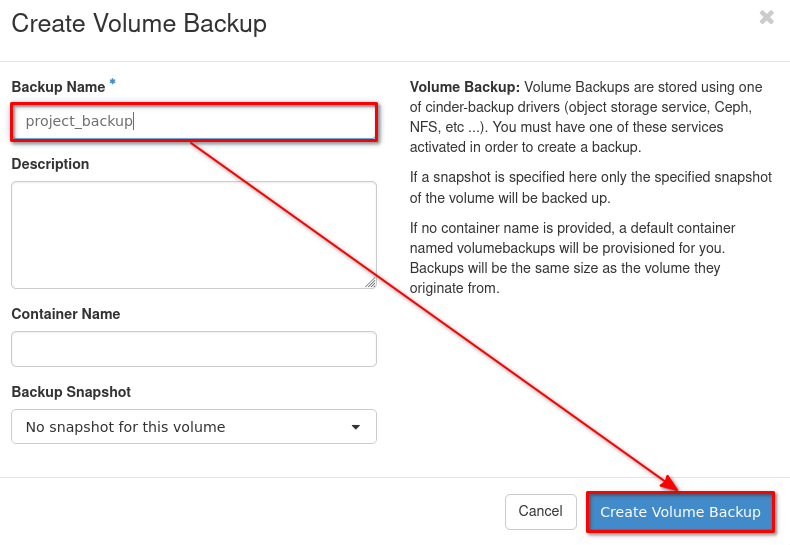 Create Volume Backup
✖
Backup Name *
project_backup
Description
Container Name
Backup Snapshot
No snapshot for this volume
Volume Backup: Volume Backups are stored using one
of cinder-backup drivers (object storage service, Ceph,
NFS, etc ...). You must have one of these services
activated in order to create a backup.
If a snapshot is specified here only the specified snapshot
of the volume will be backed up.
If no container name is provided, a default container
named volumebackups will be provisioned for you.
Backups will be the same size as the volume they
originate from.
Cancel
Create Volume Backup